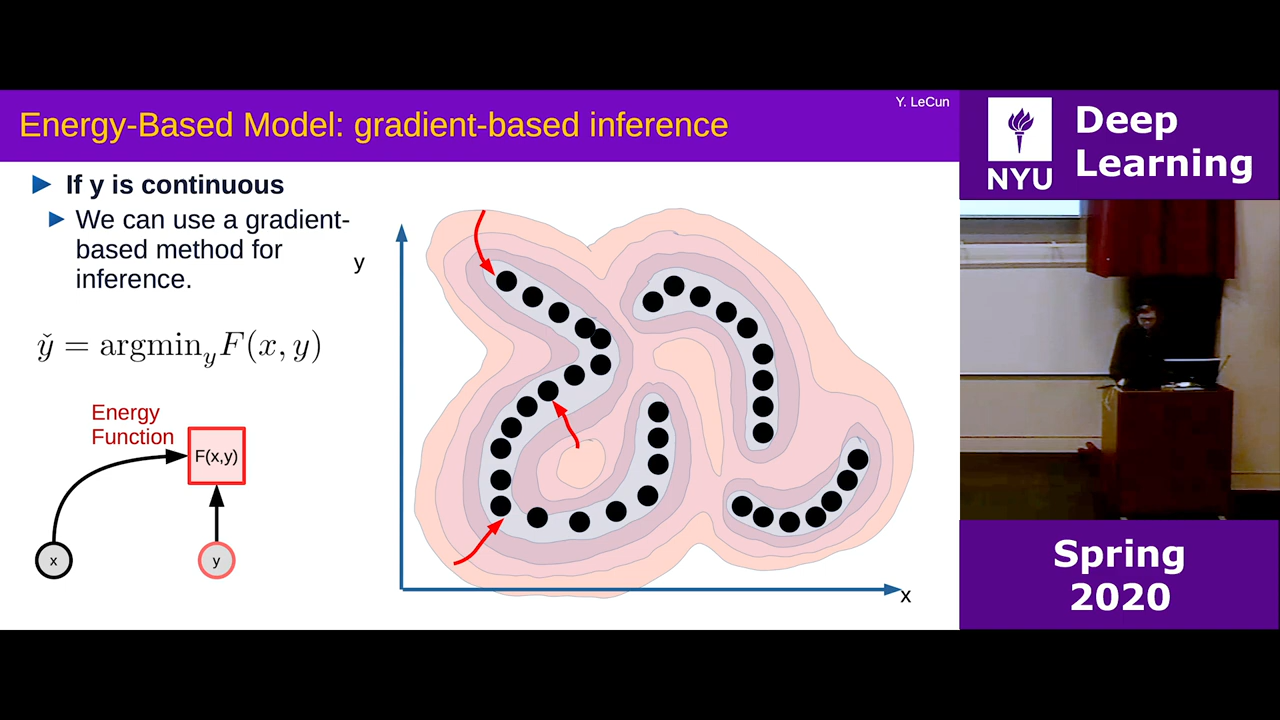 Y. LeCun
Energy-Based Model: gradient-based inference
► If y is continuous
► We can use a gradient-
based method for
inference.
y̌ = argmin_y F(x, y)
Energy
Function
F(x,y)
x
y
y
x
NYU
Deep
Learning
Spring
2020